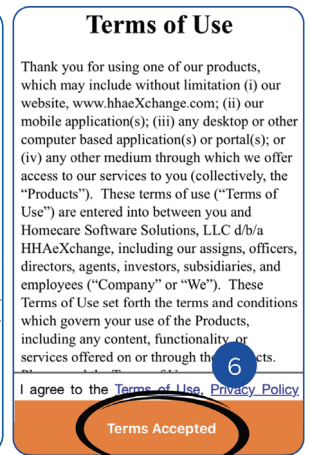 Terms of Use
Thank you for using one of our products,
which may include without limitation (i) our
website, www.hhaeXchange.com; (ii) our
mobile application(s); (iii) any desktop or other
computer based application(s) or portal(s); or
(iv) any other medium through which we offer
access to our services to you (collectively, the
“Products”). These terms of use (“Terms of
Use”) are entered into between you and
Homecare Software Solutions, LLC d/b/a
HHAeXchange, including our assigns, officers,
directors, agents, investors, subsidiaries, and
employees (“Company” or “We”). These
Terms of Use set forth the terms and conditions
which govern your use of the Products,
including any content, functionality, or
services offered on or through the
6
I agree to the Terms of Use, Privacy Policy
Terms Accepted